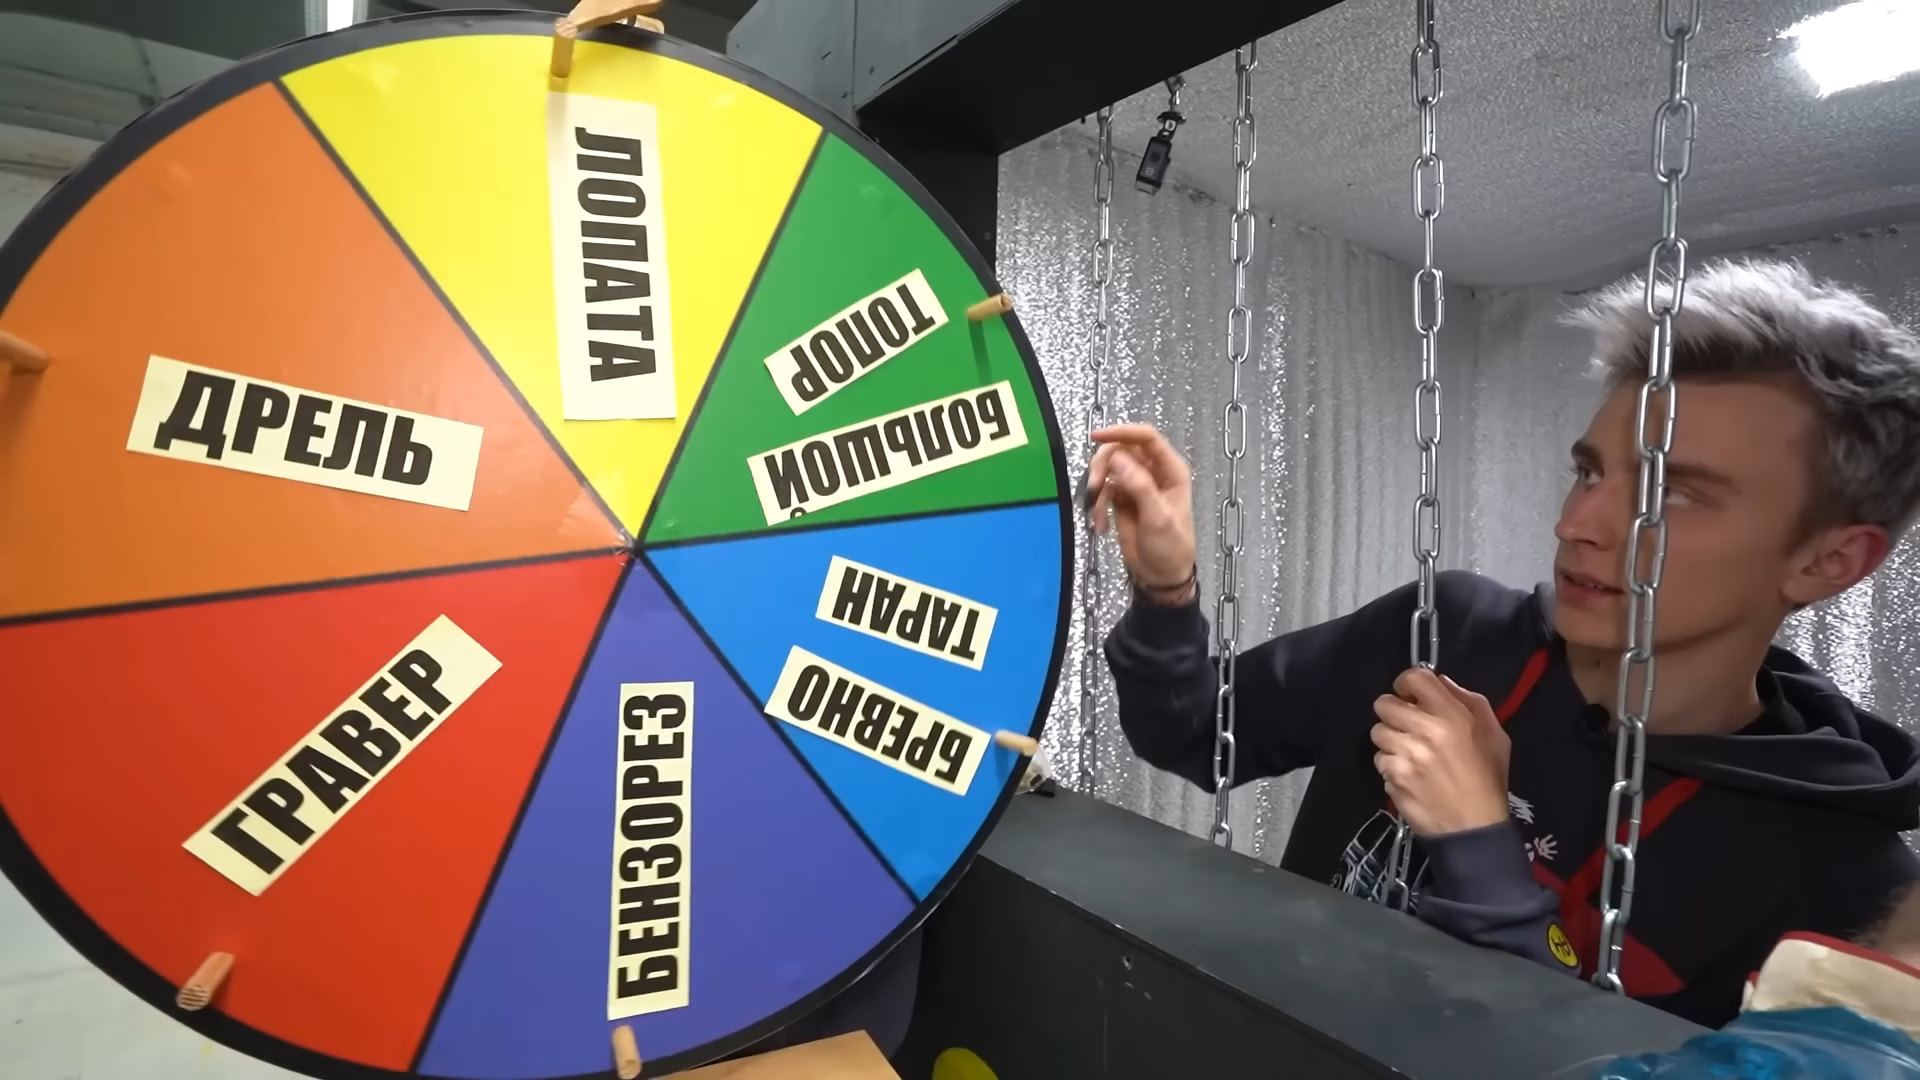 ЛОПАТА
БОЛЬШОЙ
ТОПОР
БРЕВНО
ТАРАН
БЕНЗОРЕЗ
ГРАВЕР
ДРЕЛЬ